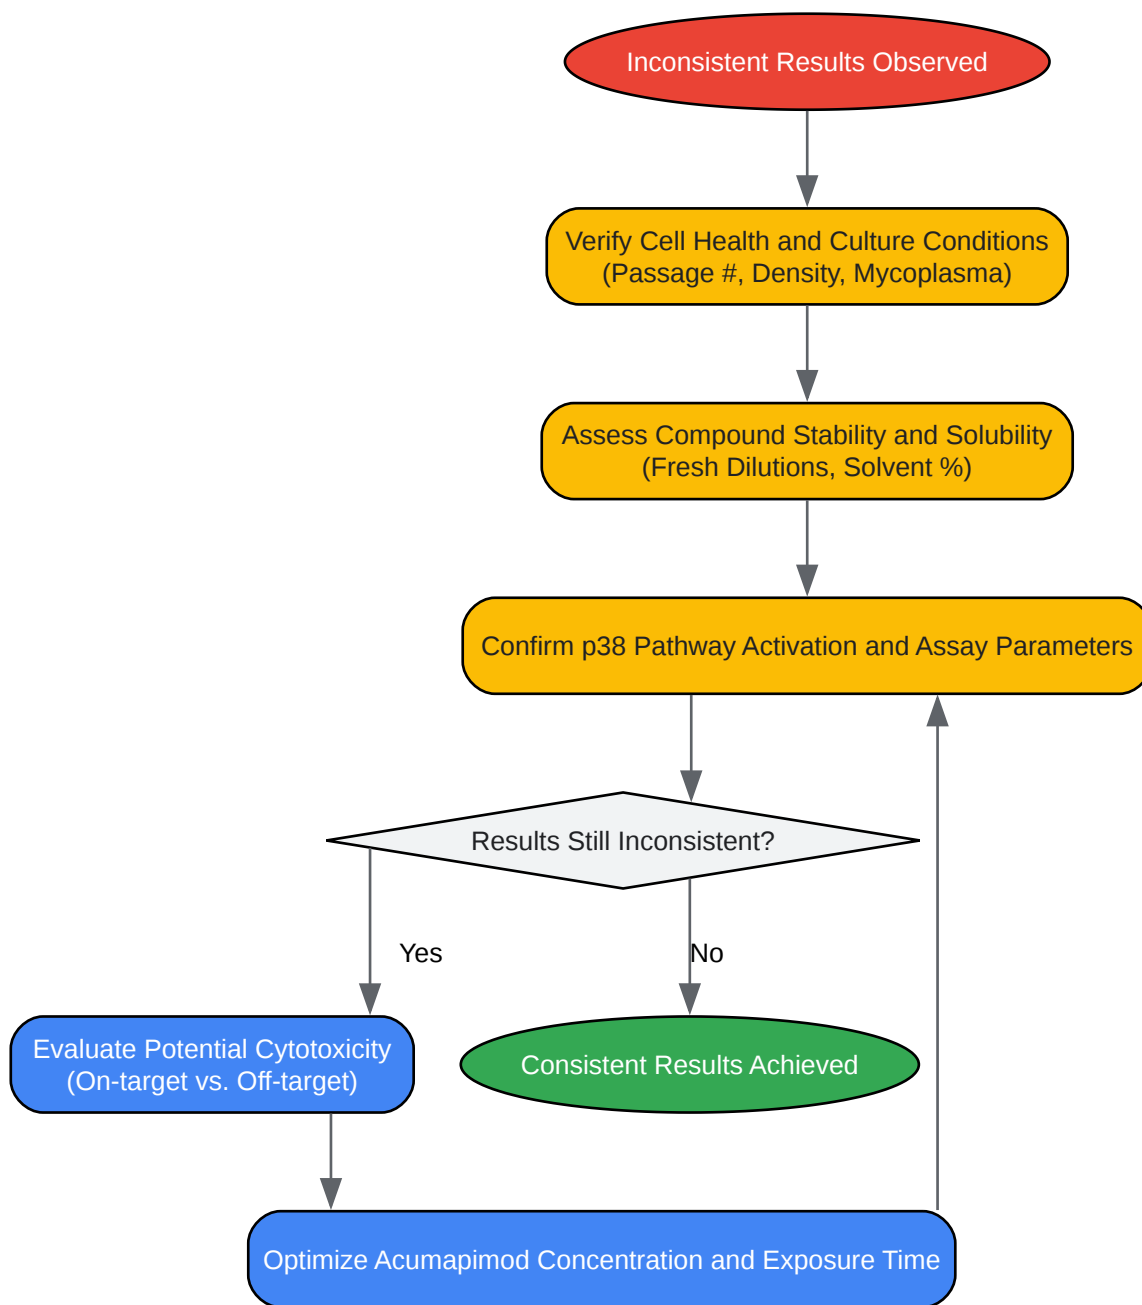 Inconsistent Results Observed
Verify Cell Health and Culture Conditions
(Passage #, Density, Mycoplasma)
Assess Compound Stability and Solubility
(Fresh Dilutions, Solvent %)
Confirm p38 Pathway Activation and Assay Parameters
Results Still Inconsistent?
Yes
No
Evaluate Potential Cytotoxicity
(On-target vs. Off-target)
Consistent Results Achieved
Optimize Acumapimod Concentration and Exposure Time